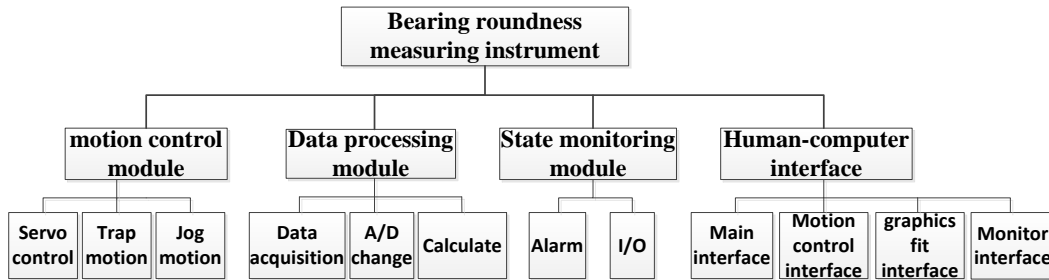 Bearing roundness
measuring instrument
motion control
module
Data processing
module
State monitoring
module
Human-computer
interface
Servo
control
Trap
motion
Jog
motion
Data
acquisition
A/D
change
Calculate
Alarm
I/O
Main
interface
Motion
control
interface
graphics
fit
interface
Monitor
interface